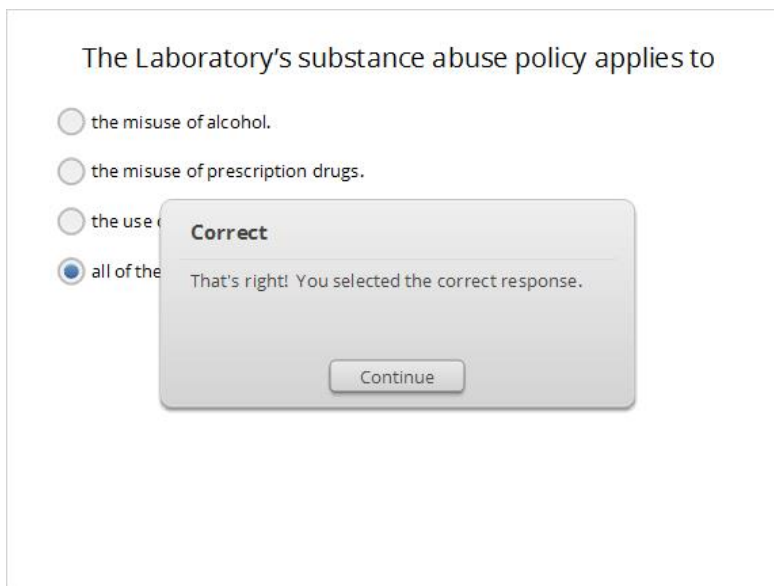 The Laboratory's substance abuse policy applies to
the misuse of alcohol.
the misuse of prescription drugs.
the use
all of the
Correct
That's right! You selected the correct response.
Continue